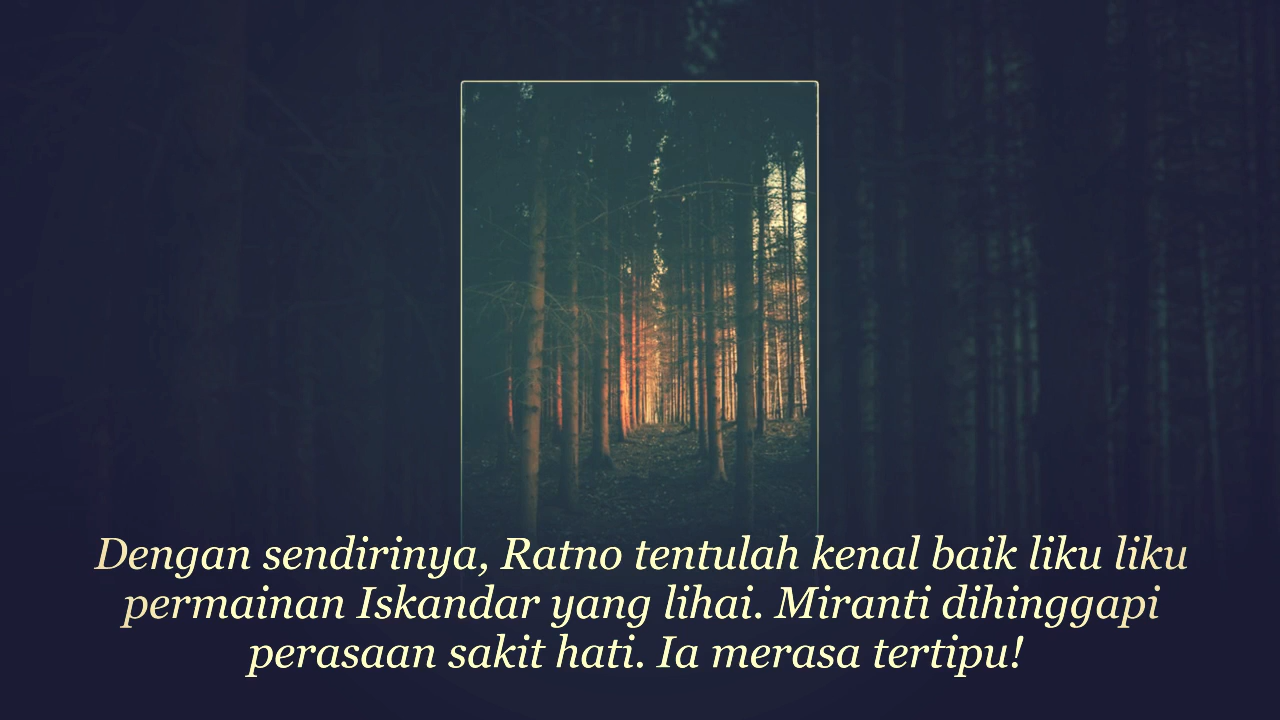 Dengan sendirinya, Ratno tentulah kenal baik liku liku
permainan Iskandar yang lihai. Miranti dihinggapi
perasaan sakit hati. Ia merasa tertipu!